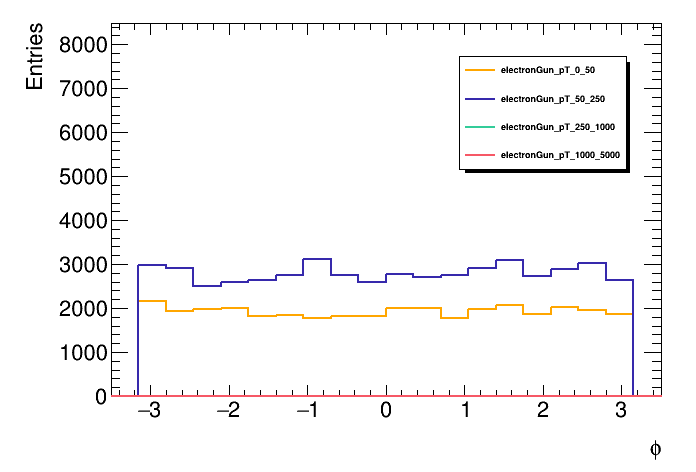 Entries
8000
7000
6000
5000
4000
3000
2000
1000
0
electronGun_pT_0_50
electronGun_pT_50_250
electronGun_pT_250_1000
electronGun_pT_1000_5000
−3 −2 −1 0 1 2 3
ϕ